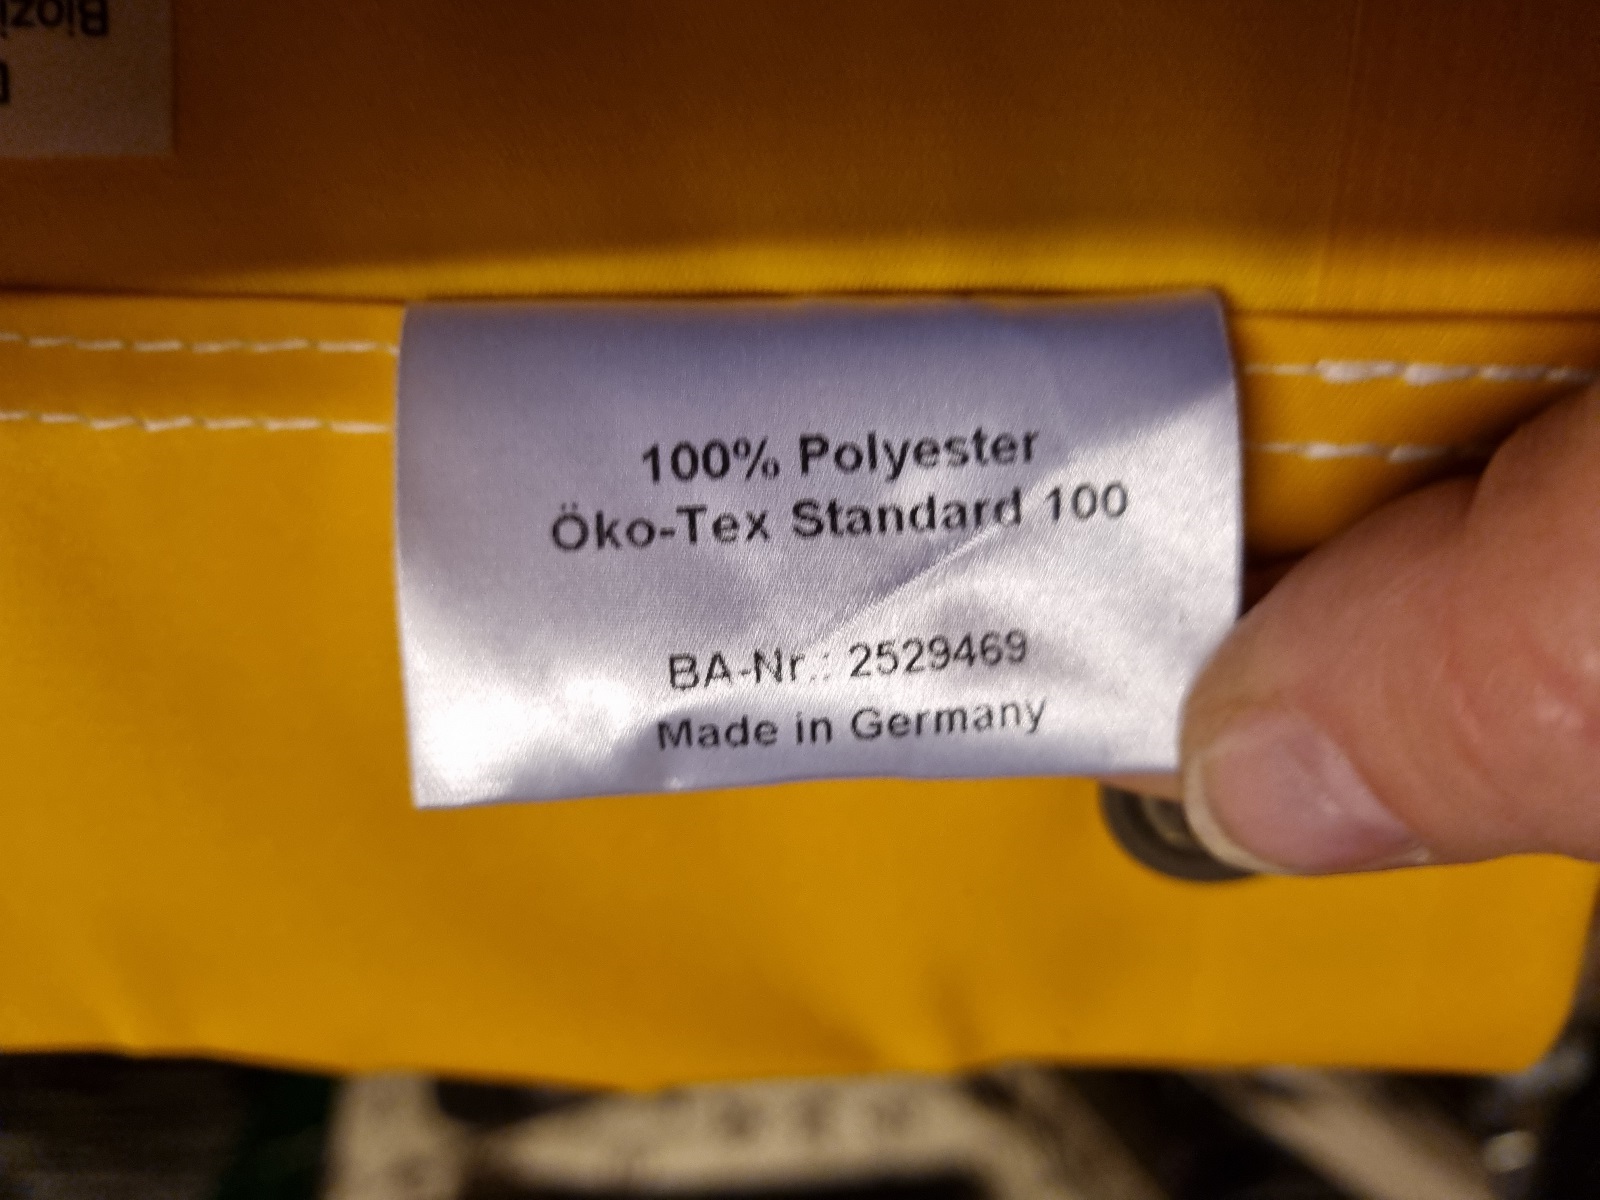 100% Polyester
Öko-Tex Standard 100
BA-Nr.: 2529469
Made in Germany